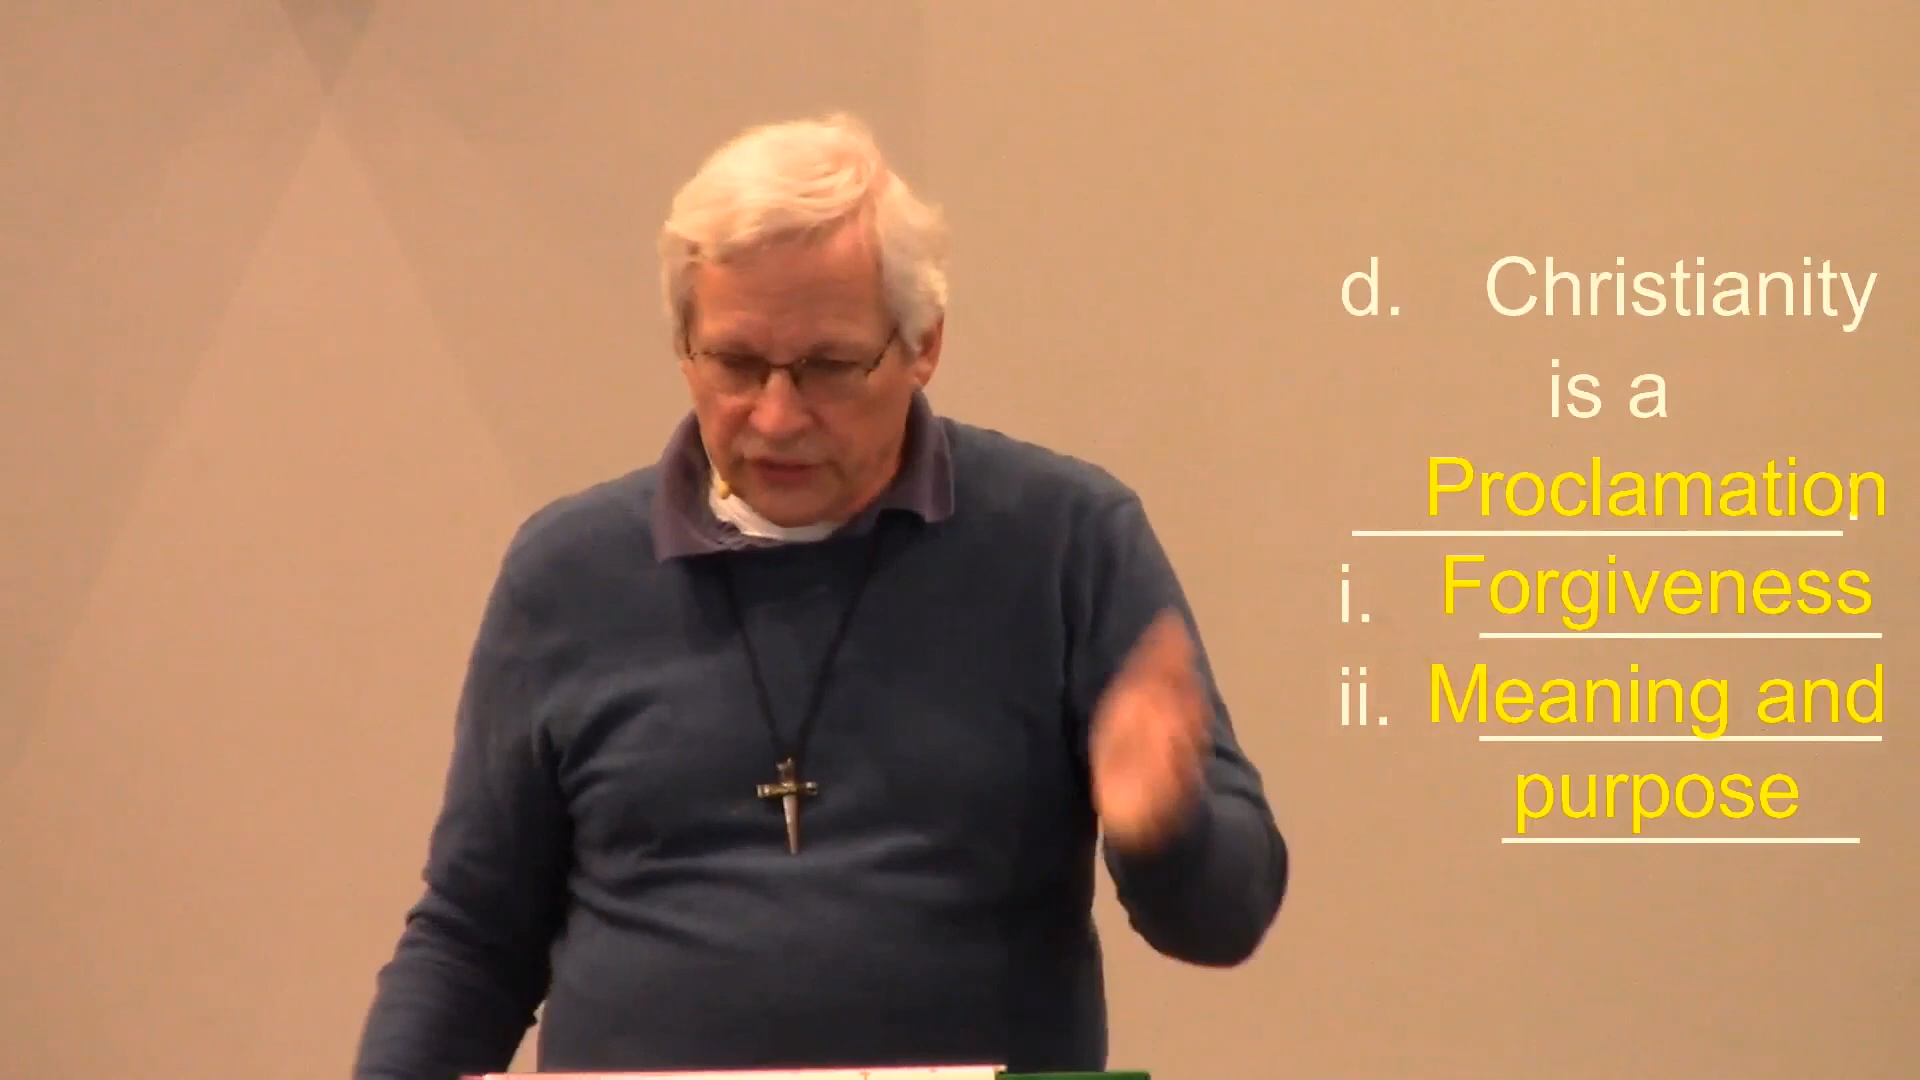 d. Christianity
is a
Proclamation.
i. Forgiveness
ii. Meaning and
purpose